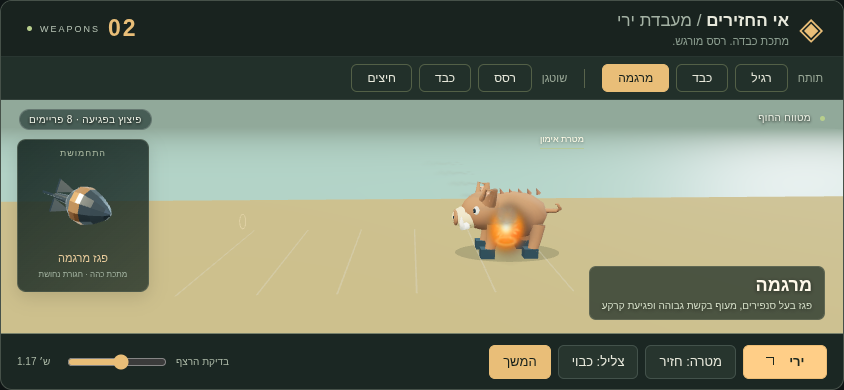 אי החזירים / מעבדת ירי
מתכת כבדה. רסס מורגש.
WEAPONS 02
תותח רגיל כבד מרגמה שוטגן רסס כבד חיצים
מטווח החוף
פיצוץ בפגיעה · 8 פריימים
מטרת אימון
התחמושת
פגז מרגמה
מתכת כהה · חגורת נחושת
מרגמה
פגז בעל סנפירים, מעוף בקשת גבוהה ופגיעת קרקע
ירי מטרה: חזיר צליל: כבוי המשך בדיקת הרצף 1.17 ש׳